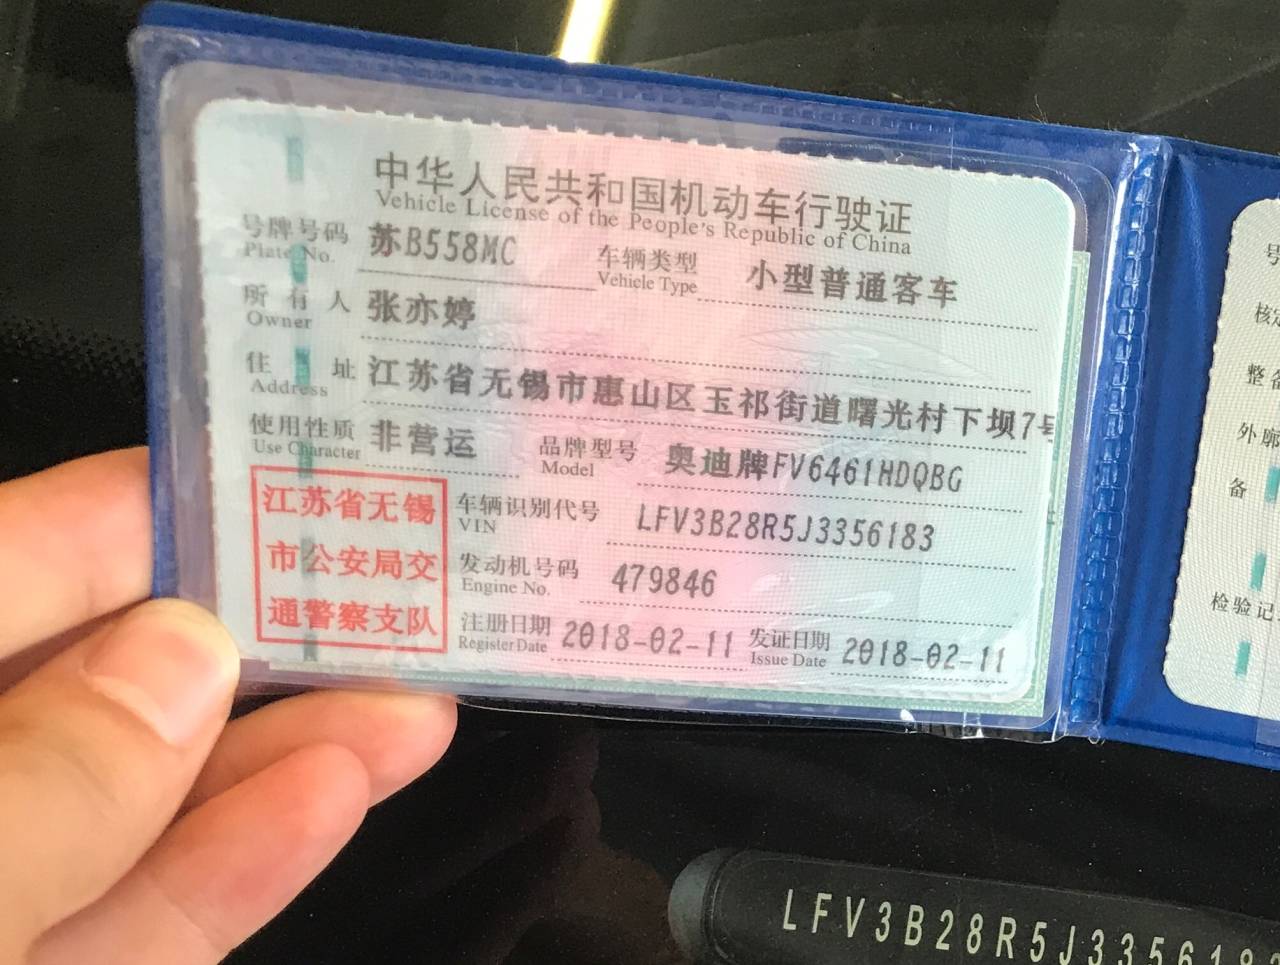 中华人民共和国机动车行驶证
Vehicle License of the People's Republic of China
号牌号码 苏B558MC 车辆类型 小型普通客车
Plate No. Vehicle Type
所有人 张亦婷
Owner
住址 江苏省无锡市惠山区玉祁街道曙光村下坝7号
Address
使用性质 非营运 品牌型号 奥迪牌FV6461HDQBG
Use Character Model
江苏省无锡
市公安局交
通警察支队
车辆识别代号 LFV3B28R5J3356183
VIN
发动机号码 479846
Engine No.
注册日期 2018-02-11 发证日期 2018-02-11
Register Date Issue Date
号
核定
整备
外廓
备
检验记
LFV3B28R5J3356183